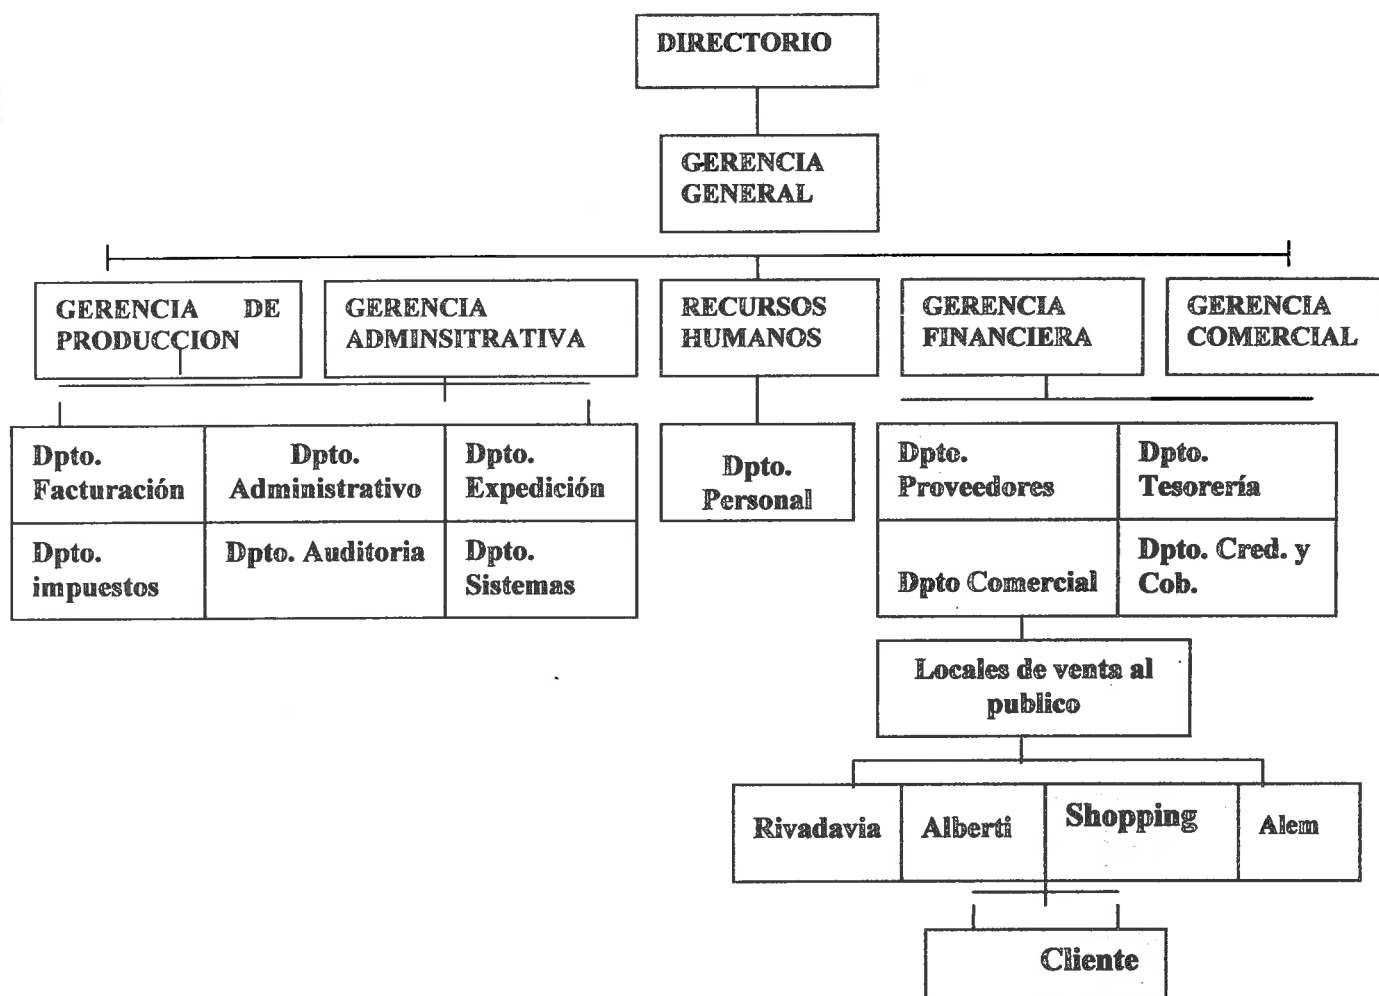 DIRECTORIO
GERENCIA
GENERAL
GERENCIA DE
PRODUCCION
GERENCIA
ADMINSITRATIVA
RECURSOS
HUMANOS
GERENCIA
FINANCIERA
GERENCIA
COMERCIAL
Dpto.
Facturación
Dpto.
Administrativo
Dpto.
Expedición
Dpto.
Personal
Dpto.
Proveedores
Dpto.
Tesorería
Dpto.
impuestos
Dpto. Auditoria
Dpto.
Sistemas
Dpto Comercial
Dpto. Cred. y
Cob.
Locales de venta al
publico
Rivadavia
Alberti
Shopping
Alem
Cliente